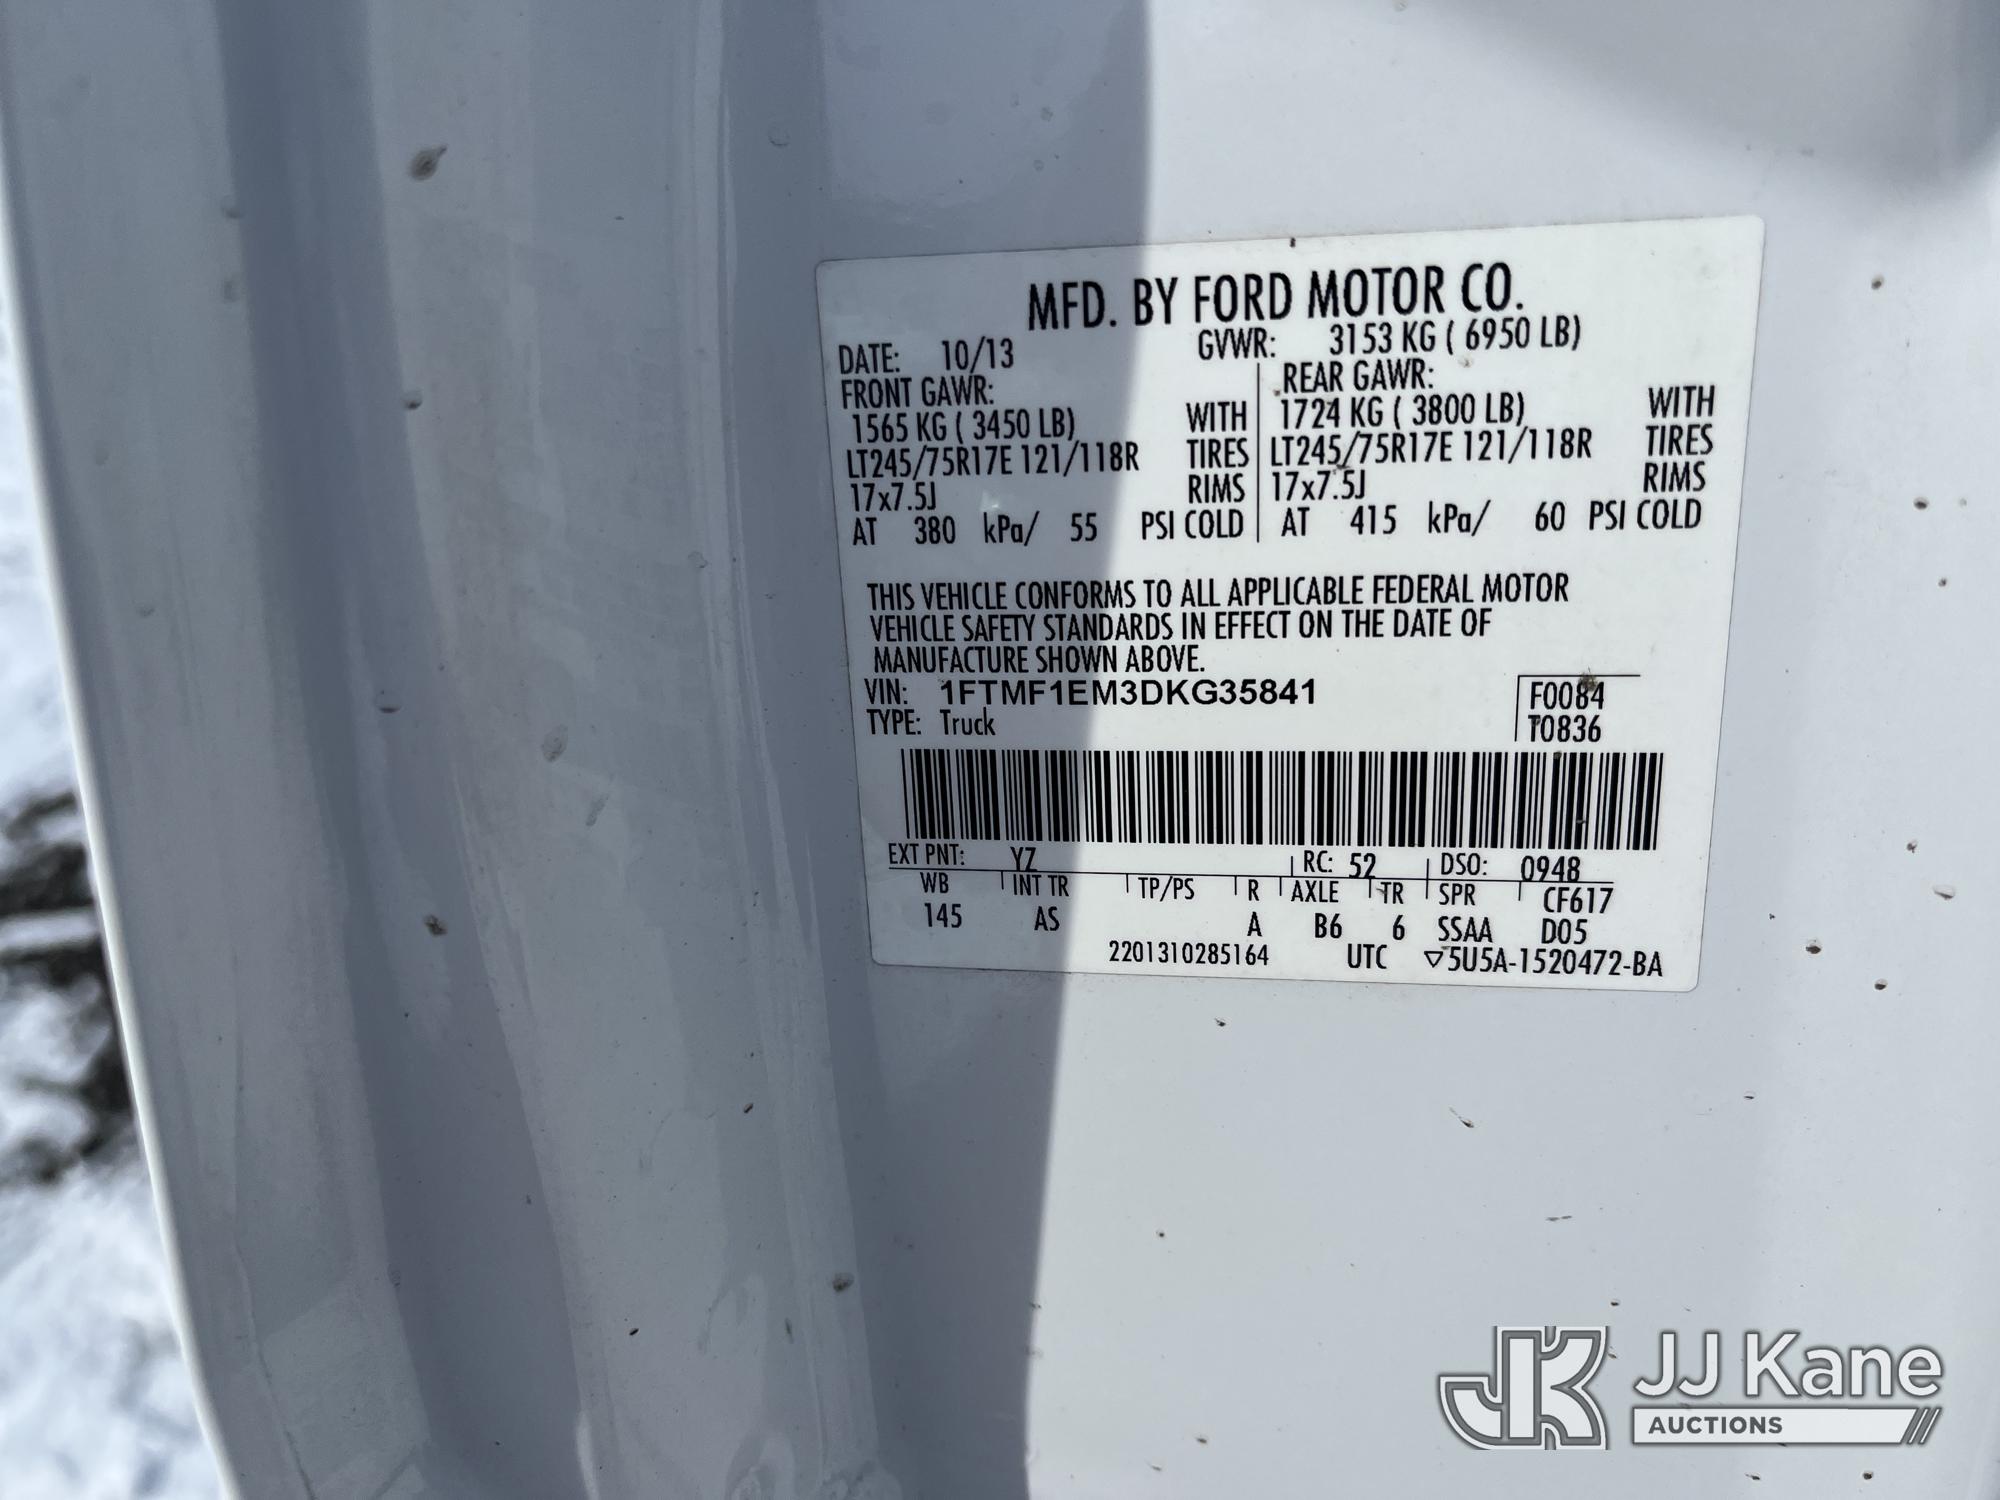 MFD. BY FORD MOTOR CO.
DATE: 10/13 GVWR: 3153 KG ( 6950 LB)
FRONT GAWR: REAR GAWR:
1565 KG ( 3450 LB) WITH 1724 KG ( 3800 LB) WITH
LT245/75R17E 121/118R TIRES LT245/75R17E 121/118R TIRES
17x7.5J RIMS 17x7.5J RIMS
AT 380 kPa/ 55 PSI COLD AT 415 kPa/ 60 PSI COLD
THIS VEHICLE CONFORMS TO ALL APPLICABLE FEDERAL MOTOR
VEHICLE SAFETY STANDARDS IN EFFECT ON THE DATE OF
MANUFACTURE SHOWN ABOVE.
VIN: 1FTMF1EM3DKG35841 F0084
TYPE: Truck T0836
EXT PNT: YZ RC: 52 DSO: 0948
WB INT TR TP/PS R AXLE TR SPR CF617
145 AS A B6 6 SSAA D05
2201310285164 UTC ▽5U5A-1520472-BA
JK JJ Kane
AUCTIONS